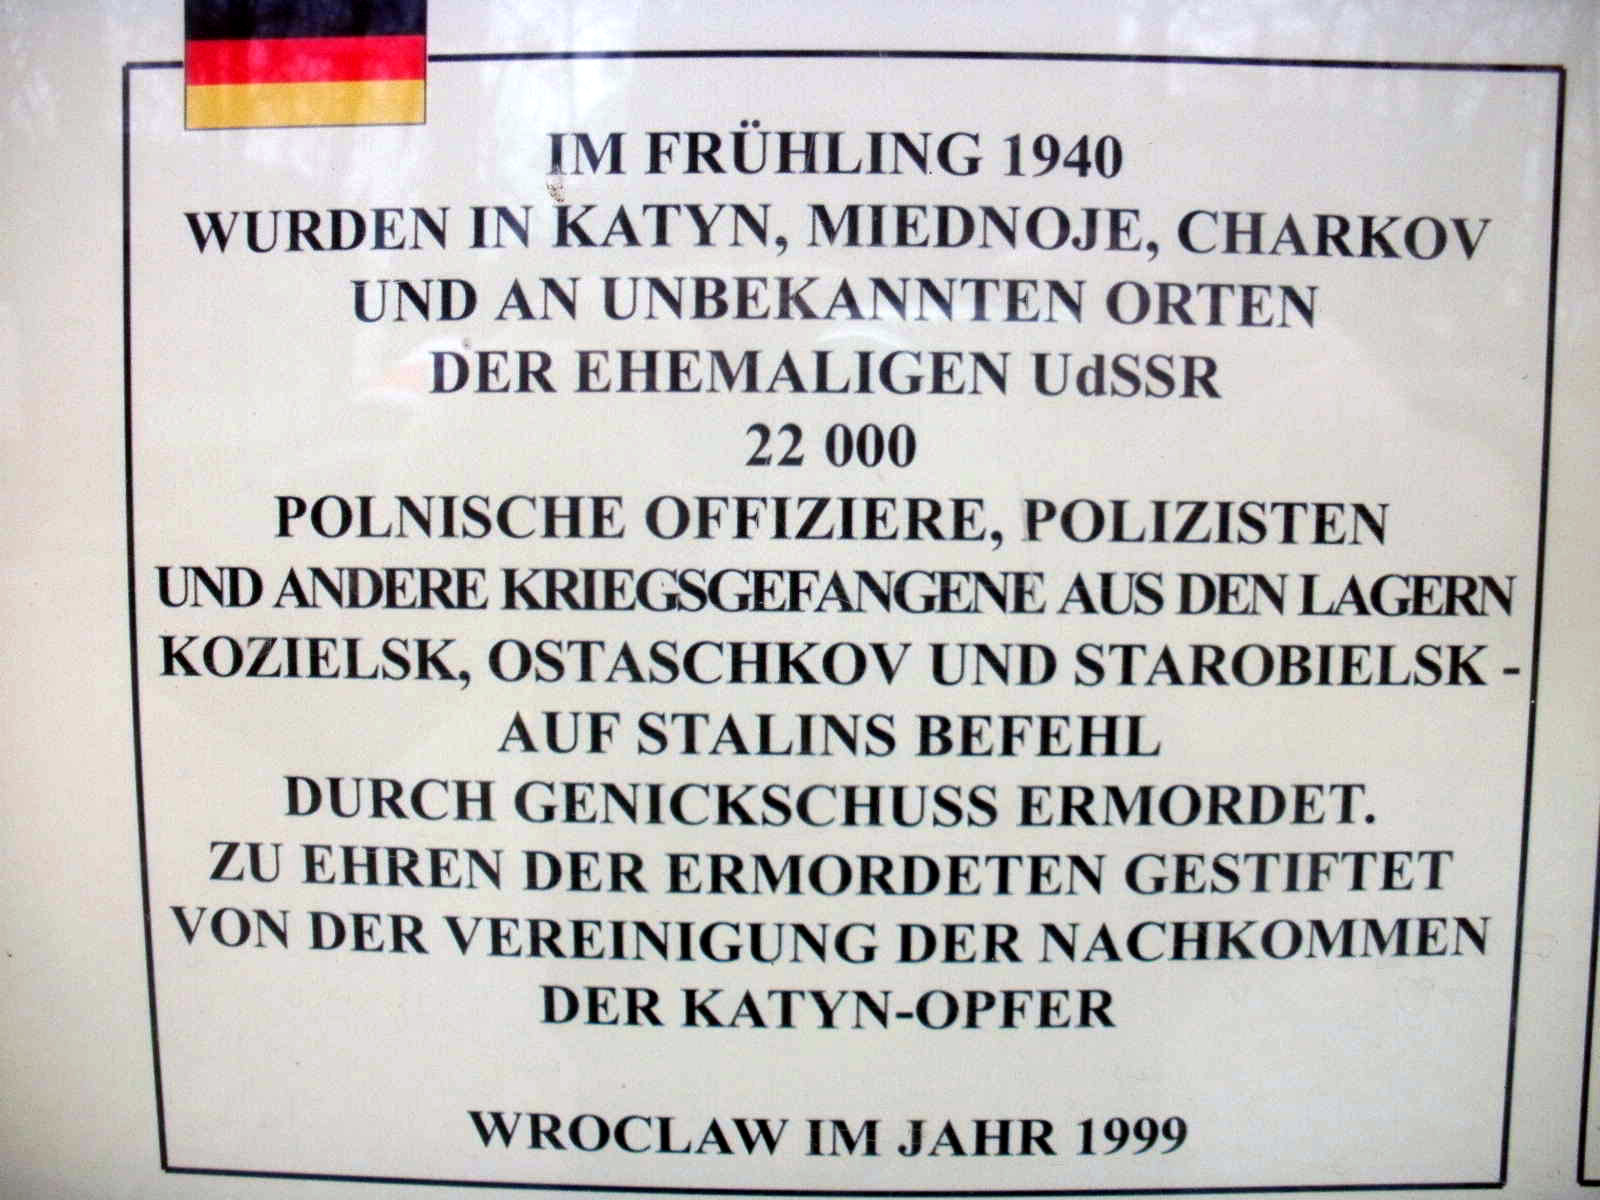 IM FRÜHLING 1940
WURDEN IN KATYN, MIEDNOJE, CHARKOV
UND AN UNBEKANNTEN ORTEN
DER EHEMALIGEN UdSSR
22 000
POLNISCHE OFFIZIERE, POLIZISTEN
UND ANDERE KRIEGSGEFANGENE AUS DEN LAGERN
KOZIELSK, OSTASCHKOV UND STAROBIELSK -
AUF STALINS BEFEHL
DURCH GENICKSCHUSS ERMORDET.
ZU EHREN DER ERMORDETEN GESTIFTET
VON DER VEREINIGUNG DER NACHKOMMEN
DER KATYN-OPFER
WROCLAW IM JAHR 1999